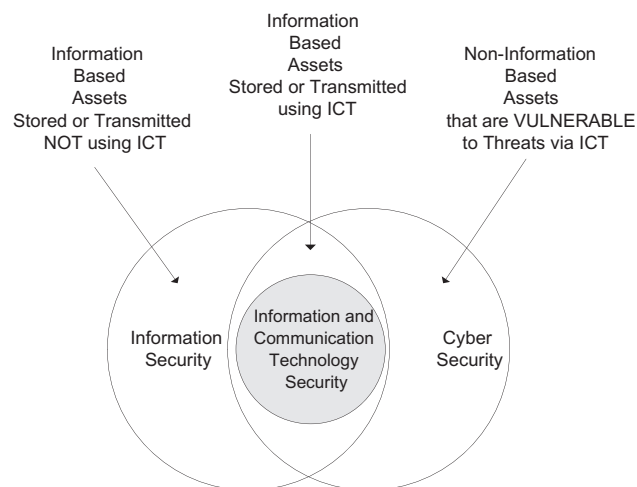 Information
Based
Assets
Stored or Transmitted
NOT using ICT
Information
Based
Assets
Stored or Transmitted
using ICT
Non-Information
Based
Assets
that are VULNERABLE
to Threats via ICT
Information
Security
Information and
Communication
Technology
Security
Cyber
Security